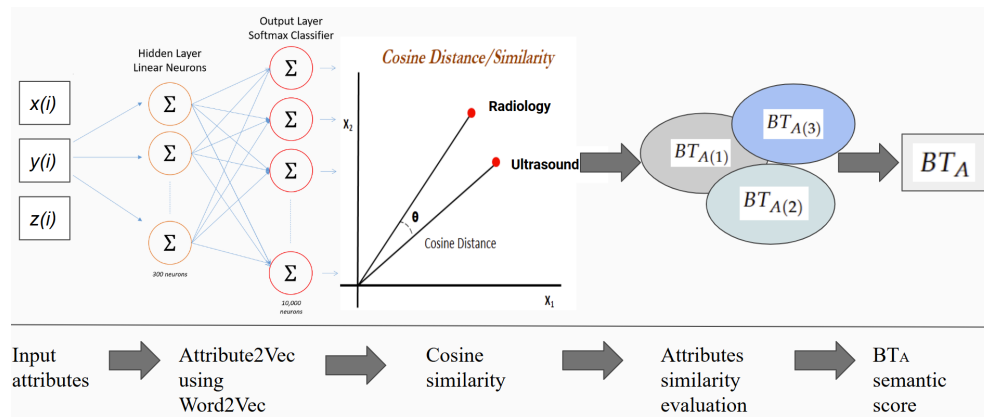 Output Layer
Softmax Classifier
Hidden Layer
Linear Neurons
x(i)
y(i)
z(i)
Σ
Σ
Σ
Σ
Σ
Σ
Σ
300 neurons
10,000
neurons
Cosine Distance/Similarity
X2
Radiology
Ultrasound
θ
Cosine Distance
X1
BTA(1)
BTA(3)
BTA(2)
BTA
Input
attributes
Attribute2Vec
using
Word2Vec
Cosine
similarity
Attributes
similarity
evaluation
BTA
semantic
score